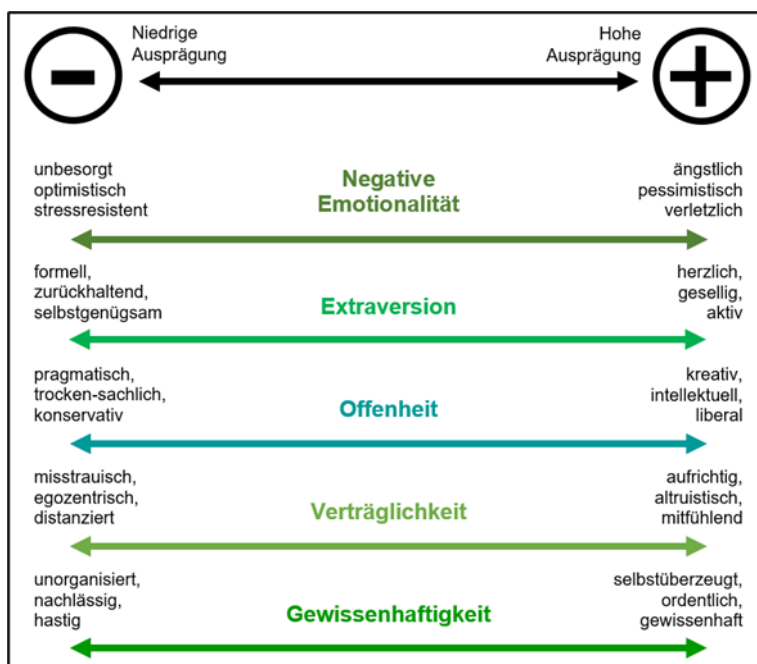 Niedrige
Ausprägung
Hohe
Ausprägung
unbesorgt
optimistisch
stressresistent
Negative
Emotionalität
ängstlich
pessimistisch
verletzlich
formell,
zurückhaltend,
selbstgenügsam
Extraversion
herzlich,
gesellig,
aktiv
pragmatisch,
trocken-sachlich,
konservativ
Offenheit
kreativ,
intellektuell,
liberal
misstrauisch,
egozentrisch,
distanziert
Verträglichkeit
aufrichtig,
altruistisch,
mitfühlend
unorganisiert,
nachlässig,
hastig
Gewissenhaftigkeit
selbstüberzeugt,
ordentlich,
gewissenhaft